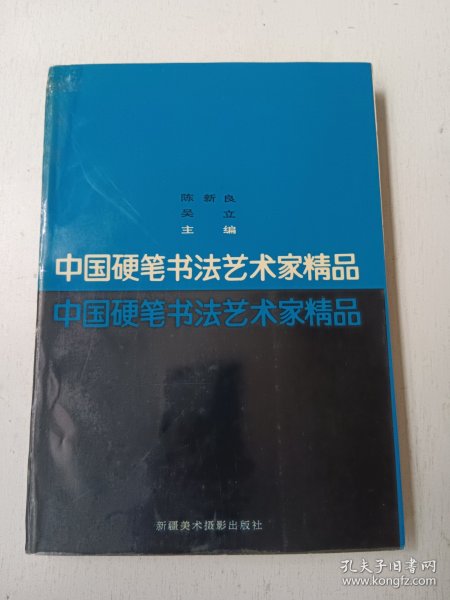 陈新良
吴立
主编
中国硬笔书法艺术家精品
中国硬笔书法艺术家精品
新疆美术摄影出版社
孔夫子旧书网
www.kongfz.com